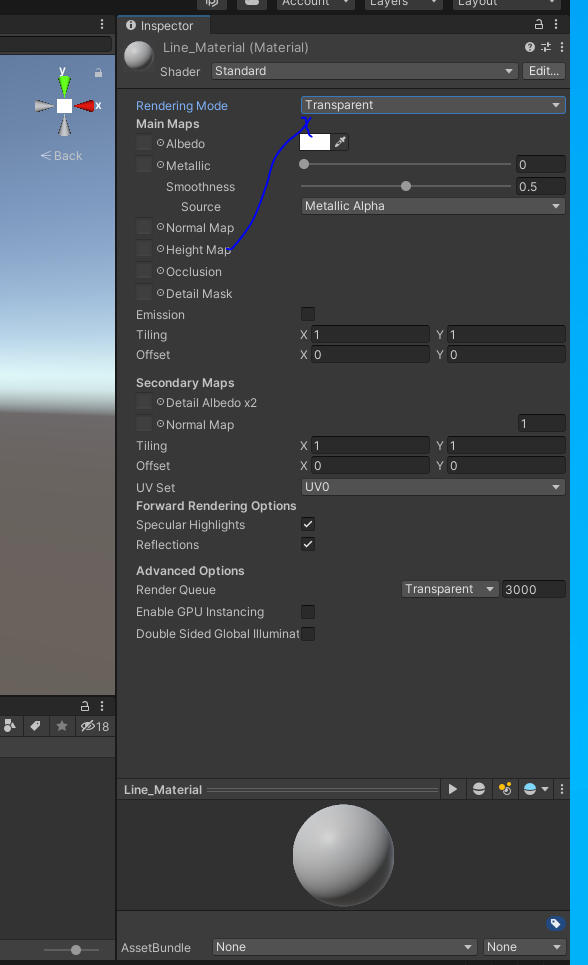 Account Layers Layout
Inspector
Line_Material (Material)
Shader Standard Edit...
y
x
Back
Rendering Mode Transparent
Main Maps
Albedo
Metallic 0
Smoothness 0.5
Source Metallic Alpha
Normal Map
Height Map
Occlusion
Detail Mask
Emission
Tiling X 1 Y 1
Offset X 0 Y 0
Secondary Maps
Detail Albedo x2
Normal Map 1
Tiling X 1 Y 1
Offset X 0 Y 0
UV Set UV0
Forward Rendering Options
Specular Highlights
Reflections
Advanced Options
Render Queue Transparent 3000
Enable GPU Instancing
Double Sided Global Illuminat
18
Line_Material
AssetBundle None None